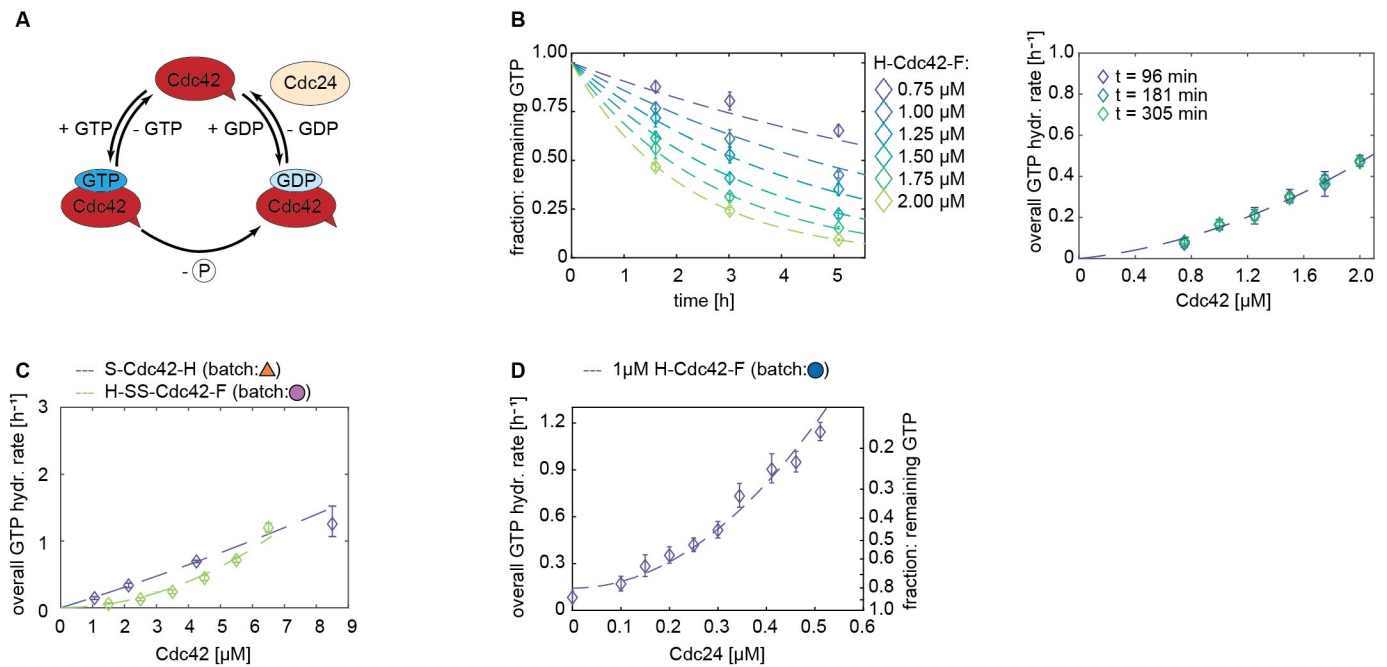 A
Cdc42
Cdc24
+ GTP
- GTP
+ GDP
- GDP
GTP
Cdc42
GDP
Cdc42
- P
B
fraction: remaining GTP
1.00
0.75
0.50
0.25
0
0 1 2 3 4 5
time [h]
H-Cdc42-F:
0.75 µM
1.00 µM
1.25 µM
1.50 µM
1.75 µM
2.00 µM
overall GTP hydr. rate [h⁻¹]
1.0
0.8
0.6
0.4
0.2
0
0 0.4 0.8 1.2 1.6 2.0
Cdc42 [µM]
t = 96 min
t = 181 min
t = 305 min
C
S-Cdc42-H (batch: )
H-SS-Cdc42-F (batch: )
overall GTP hydr. rate [h⁻¹]
3
2
1
0
0 1 2 3 4 5 6 7 8 9
Cdc42 [µM]
D
1µM H-Cdc42-F (batch: )
overall GTP hydr. rate [h⁻¹]
1.2
0.9
0.6
0.3
0
0 0.1 0.2 0.3 0.4 0.5 0.6
Cdc24 [µM]
0.2
0.3
0.4
0.5
0.6
0.8
1.0
fraction: remaining GTP